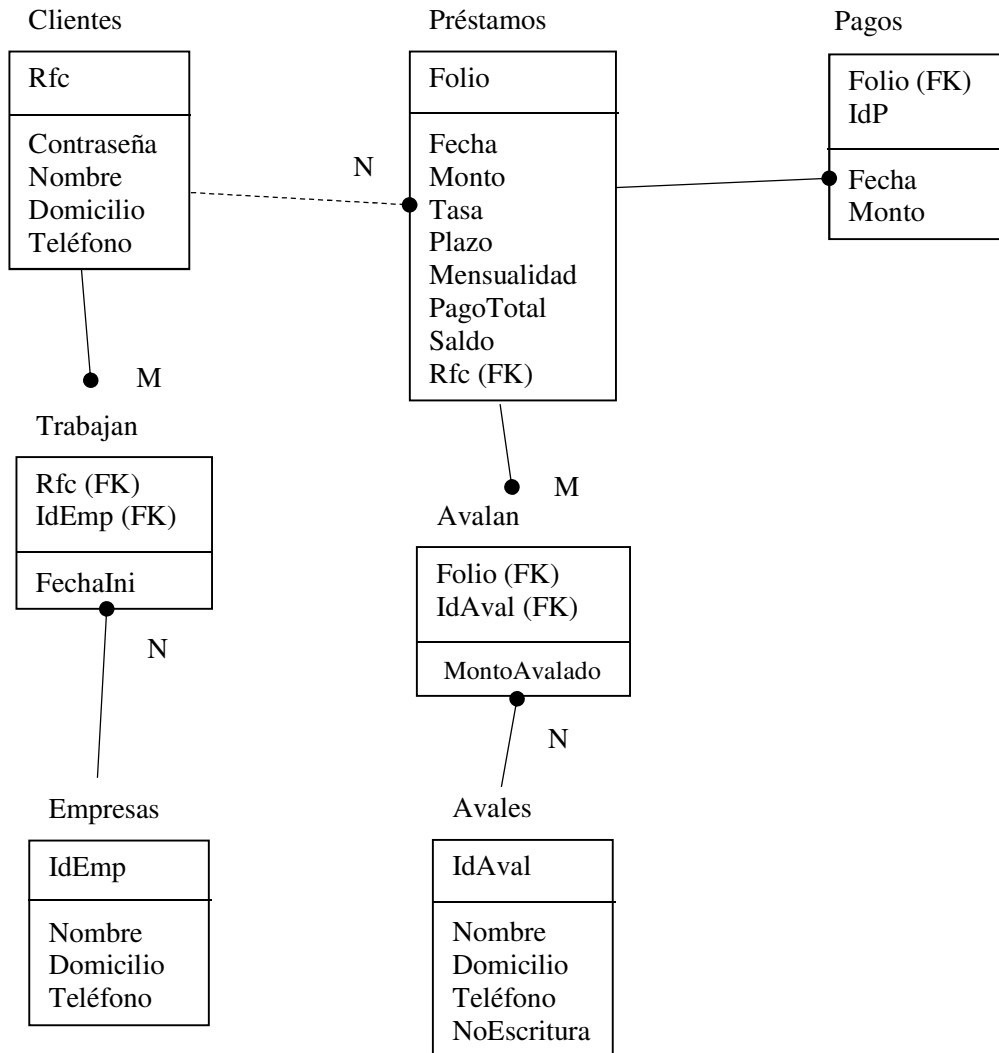 Clientes
Rfc
Contraseña
Nombre
Domicilio
Teléfono
N
Préstamos
Folio
Fecha
Monto
Tasa
Plazo
Mensualidad
PagoTotal
Saldo
Rfc (FK)
Pagos
Folio (FK)
IdP
Fecha
Monto
M
Trabajan
Rfc (FK)
IdEmp (FK)
FechaIni
N
M
Avalan
Folio (FK)
IdAval (FK)
MontoAvalado
N
Empresas
IdEmp
Nombre
Domicilio
Teléfono
Avales
IdAval
Nombre
Domicilio
Teléfono
NoEscritura